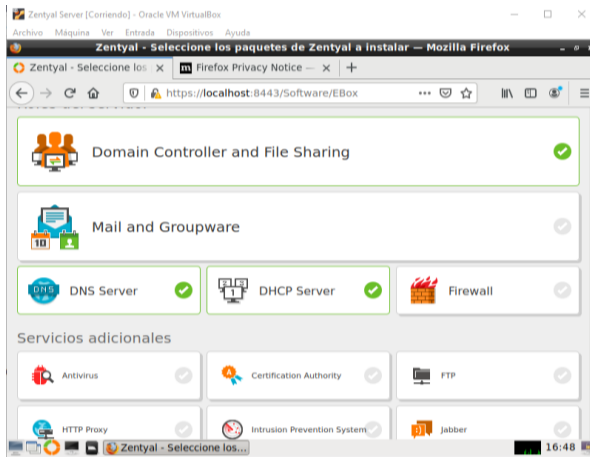 Zentyal Server [Corriendo] - Oracle VM VirtualBox
Archivo Máquina Ver Entrada Dispositivos Ayuda
Zentyal - Seleccione los paquetes de Zentyal a instalar — Mozilla Firefox
Zentyal - Seleccione los
Firefox Privacy Notice —
https://localhost:8443/Software/EBox
Domain Controller and File Sharing
Mail and Groupware
10
DNS
DNS Server
1
DHCP Server
Firewall
Servicios adicionales
Antivirus
Certification Authority
FTP
HTTP Proxy
Intrusion Prevention System
Jabber
Zentyal - Seleccione los...
16:48